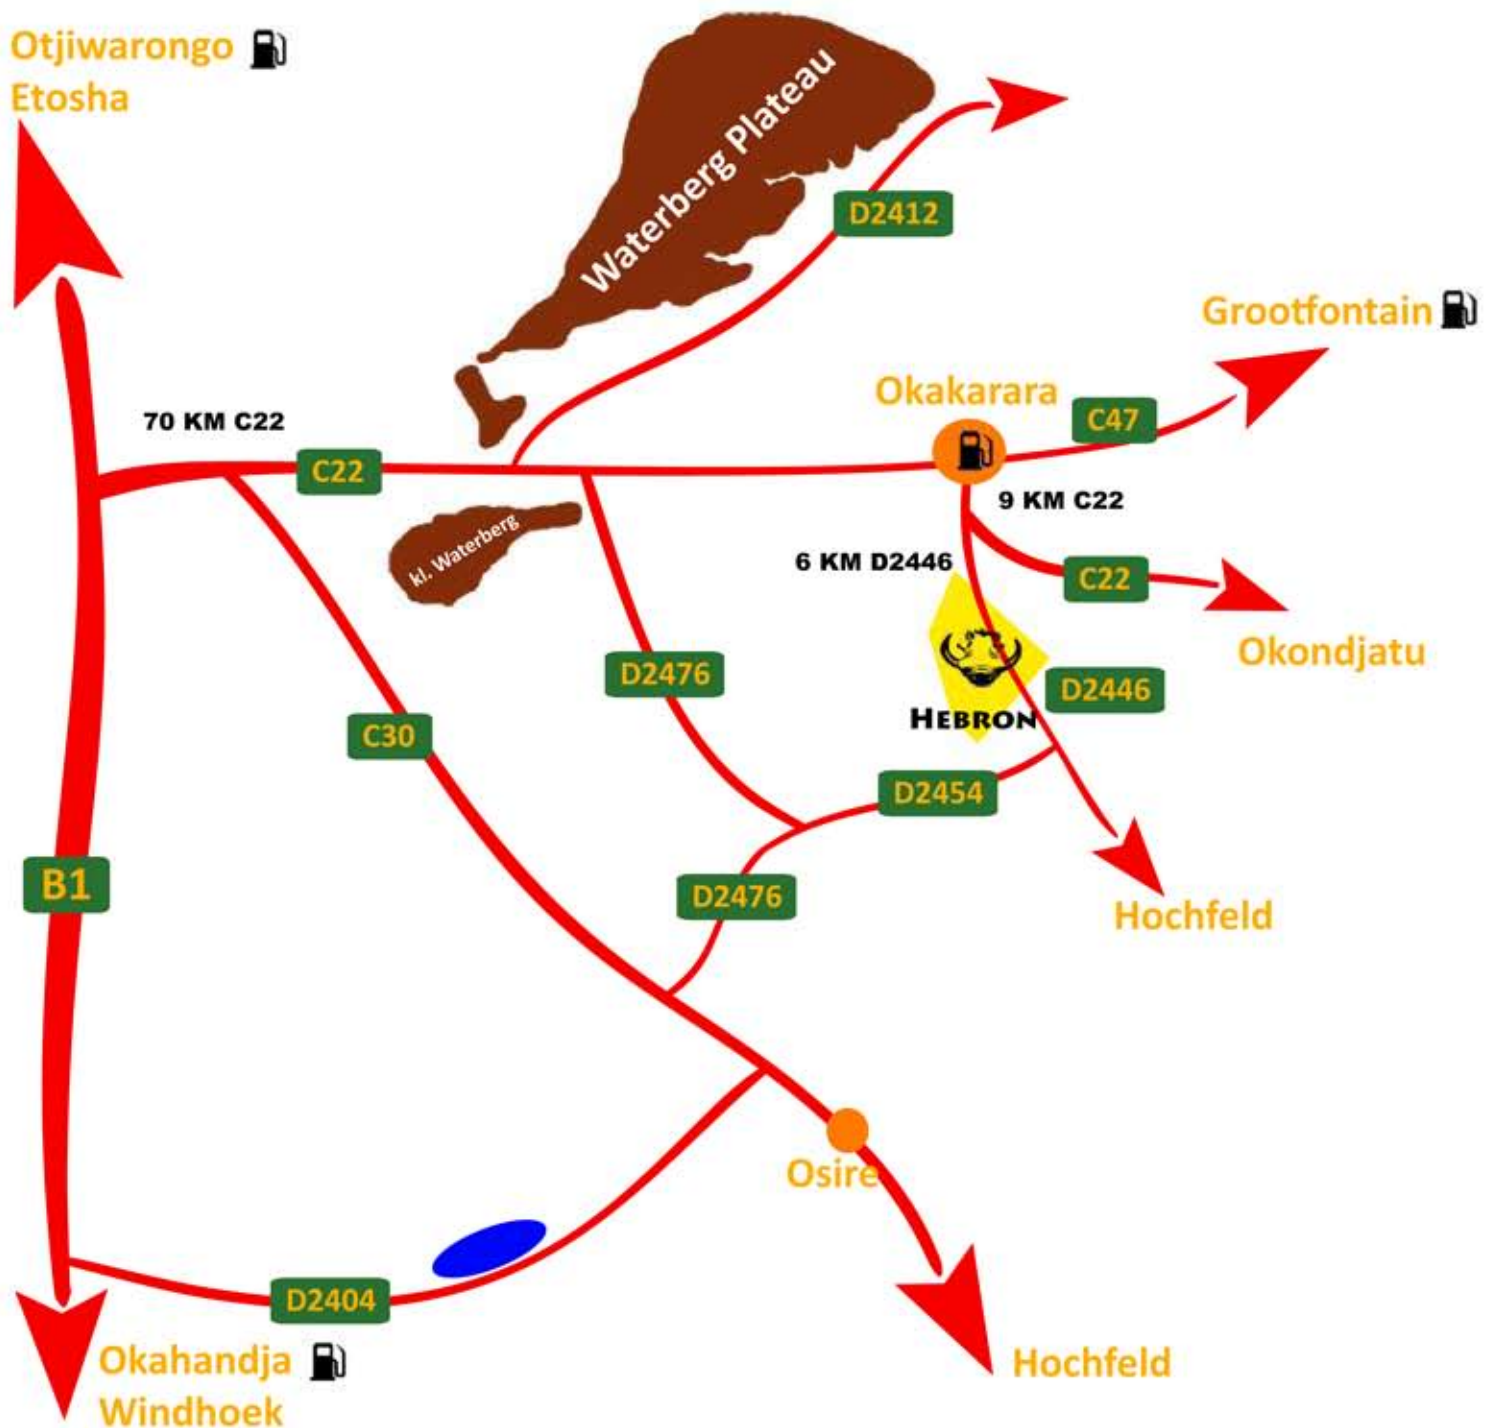 Otjiwarongo
Etosha
Waterberg Plateau
D2412
Grootfontain
Okakarara
C47
70 KM C22
C22
9 KM C22
kl. Waterberg
6 KM D2446
C22
Okondjatu
D2476
D2446
HEBRON
C30
D2454
B1
D2476
Hochfeld
Osire
D2404
Okahandja
Windhoek
Hochfeld